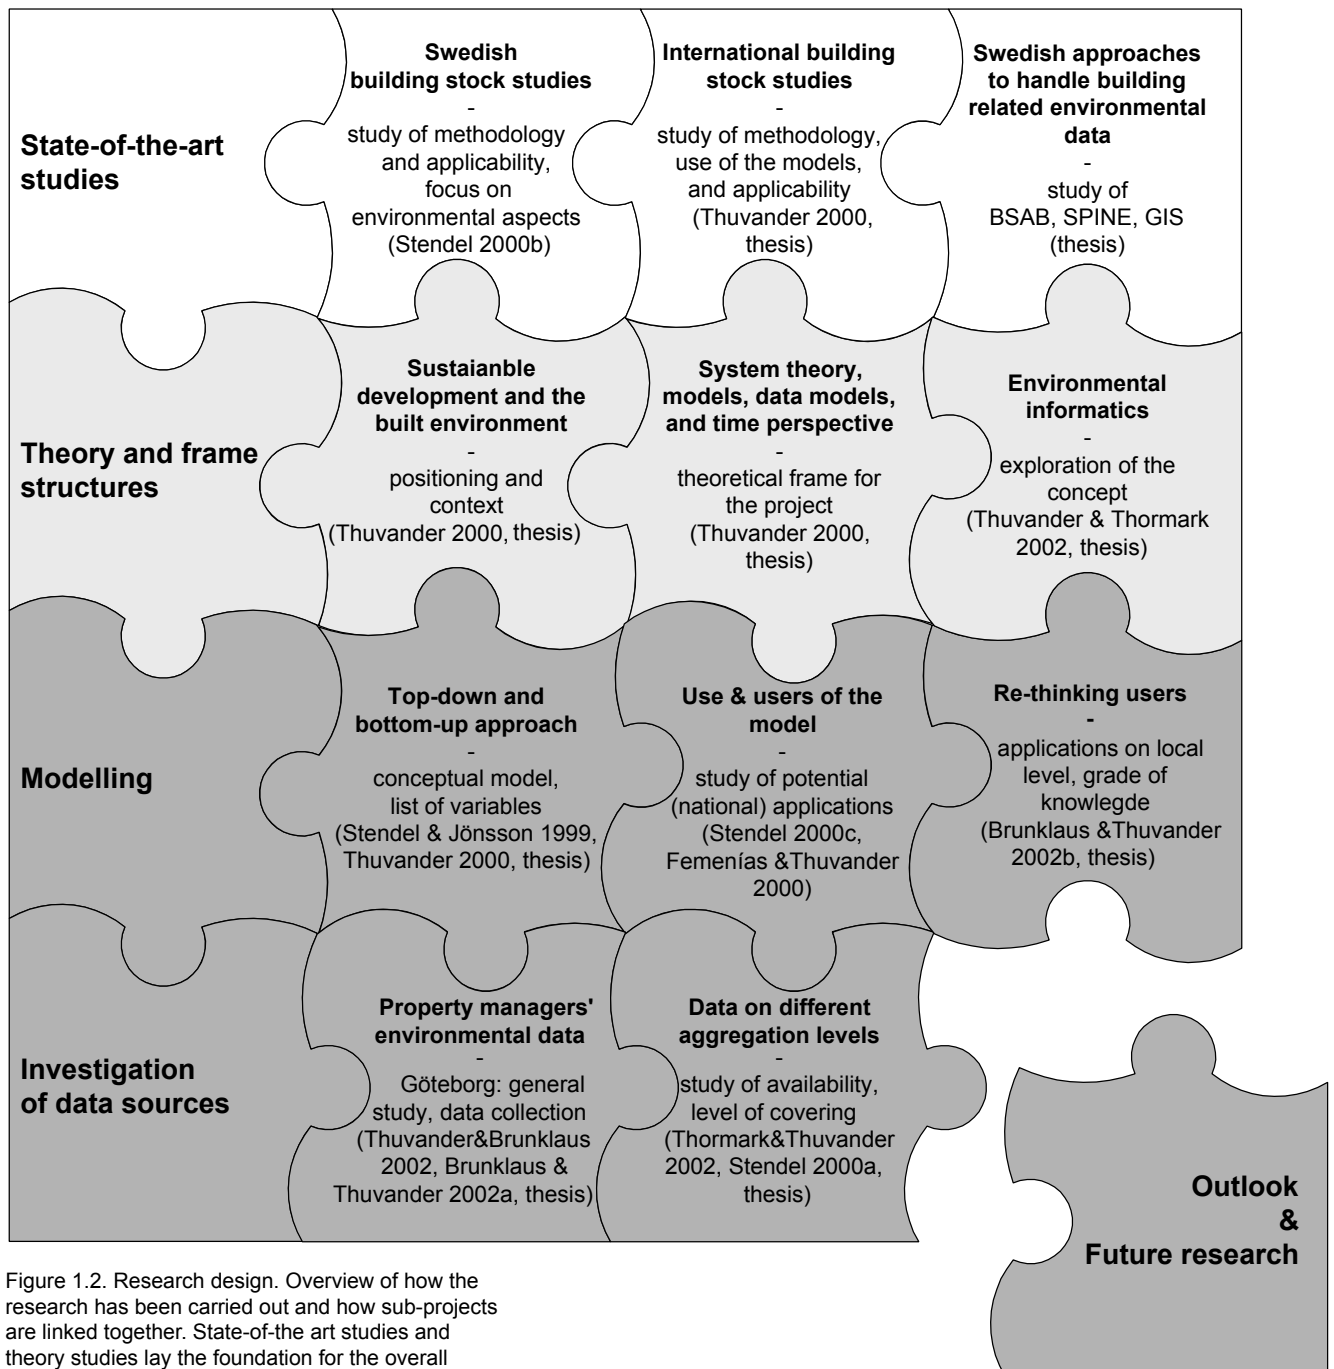 State-of-the-art
studies
Swedish
building stock studies
-
study of methodology
and applicability,
focus on
environmental aspects
(Stendel 2000b)
International building
stock studies
-
study of methodology,
use of the models,
and applicability
(Thuvander 2000,
thesis)
Swedish approaches
to handle building
related environmental
data
-
study of
BSAB, SPINE, GIS
(thesis)
Theory and frame
structures
Sustaianble
development and the
built environment
-
positioning and
context
(Thuvander 2000, thesis)
System theory,
models, data models,
and time perspective
-
theoretical frame for
the project
(Thuvander 2000,
thesis)
Environmental
informatics
-
exploration of the
concept
(Thuvander & Thormark
2002, thesis)
Modelling
Top-down and
bottom-up approach
-
conceptual model,
list of variables
(Stendel & Jönsson 1999,
Thuvander 2000, thesis)
Use & users of the
model
-
study of potential
(national) applications
(Stendel 2000c,
Femenías &Thuvander
2000)
Re-thinking users
-
applications on local
level, grade of
knowlegde
(Brunklaus &Thuvander
2002b, thesis)
Investigation
of data sources
Property managers'
environmental data
-
Göteborg: general
study, data collection
(Thuvander&Brunklaus
2002, Brunklaus &
Thuvander 2002a, thesis)
Data on different
aggregation levels
-
study of availability,
level of covering
(Thormark&Thuvander
2002, Stendel 2000a,
thesis)
Outlook
&
Future research
Figure 1.2. Research design. Overview of how the
research has been carried out and how sub-projects
are linked together. State-of-the art studies and
theory studies lay the foundation for the overall